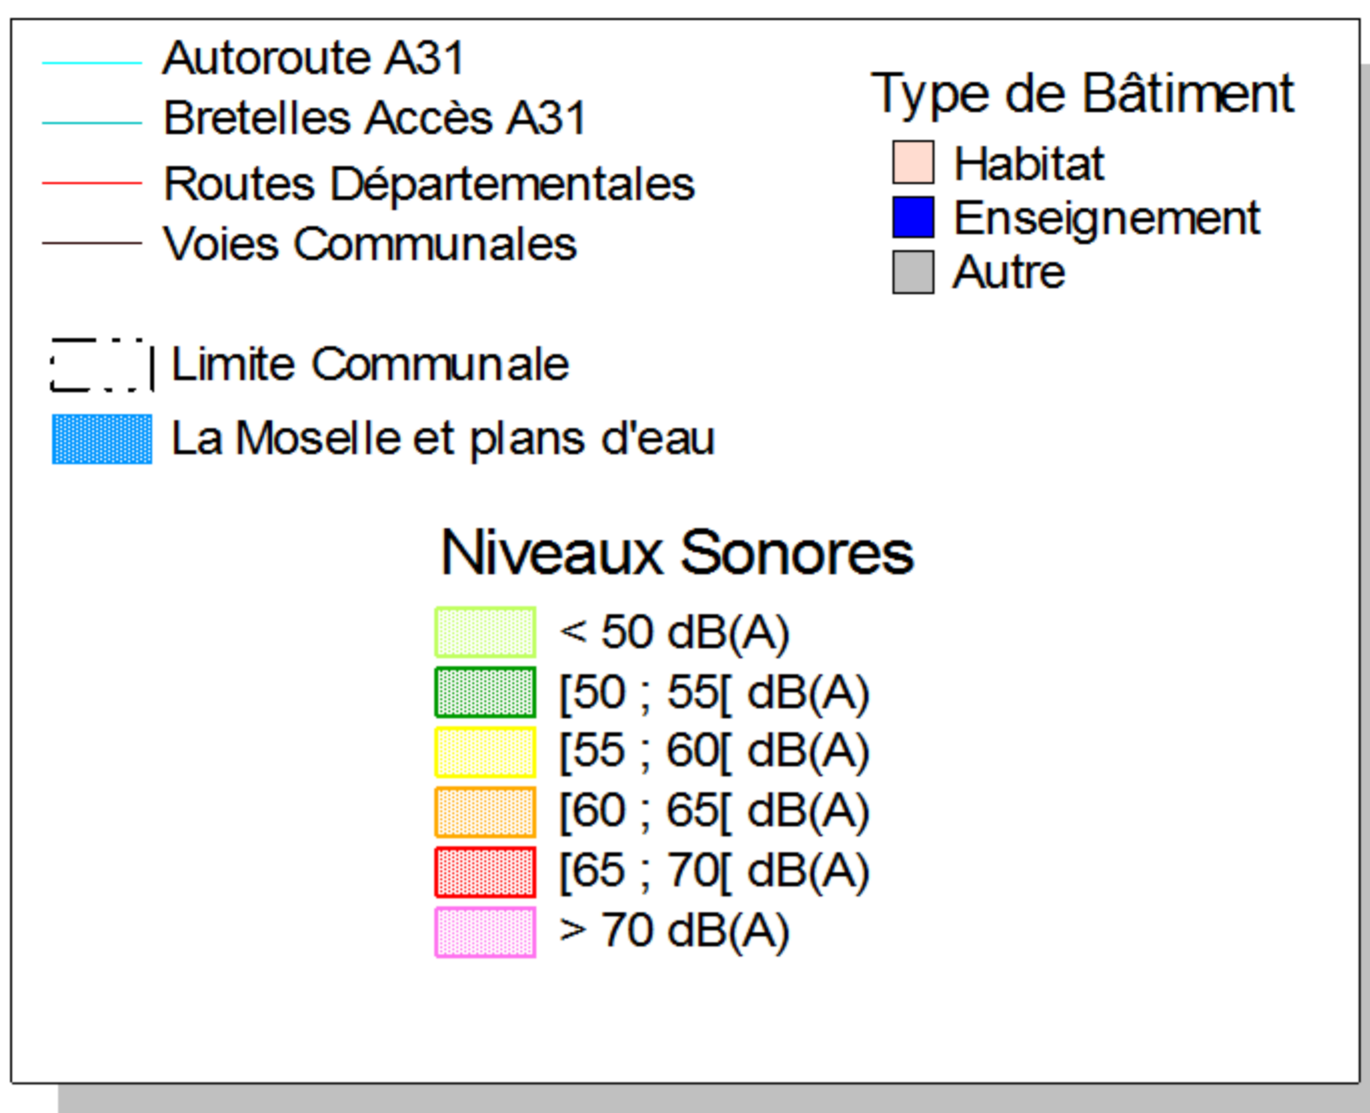 Autoroute A31
Bretelles Accès A31
Routes Départementales
Voies Communales
Type de Bâtiment
Habitat
Enseignement
Autre
Limite Communale
La Moselle et plans d'eau
Niveaux Sonores
< 50 dB(A)
[50 ; 55[ dB(A)
[55 ; 60[ dB(A)
[60 ; 65[ dB(A)
[65 ; 70[ dB(A)
> 70 dB(A)